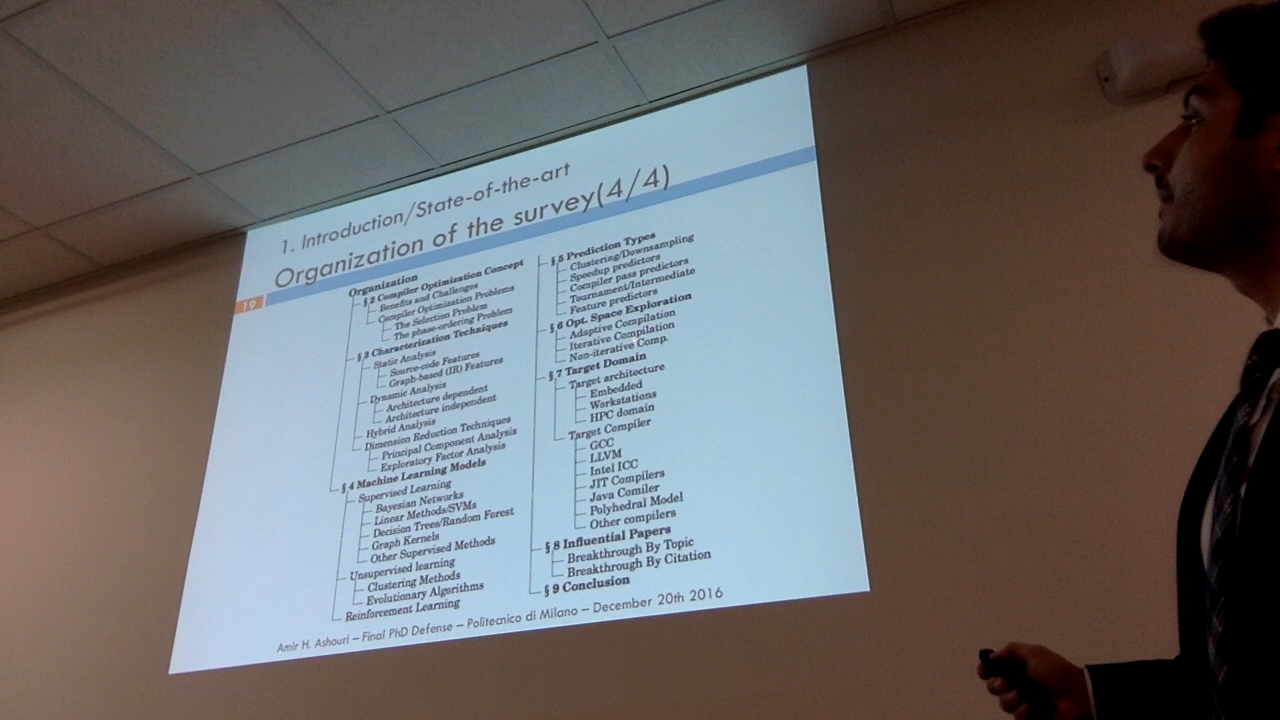 1. Introduction/State-of-the-art
Organization of the survey(4/4)
19
Organization
§ 2 Compiler Optimization Concept
Benefits and Challenges
Compiler Optimization Problems
The Selection Problem
The phase-ordering Problem
§ 3 Characterization Techniques
Static Analysis
Source-code Features
Graph-based (IR) Features
Dynamic Analysis
Architecture dependent
Architecture independent
Hybrid Analysis
Dimension Reduction Techniques
Principal Component Analysis
Exploratory Factor Analysis
§ 4 Machine Learning Models
Supervised Learning
Bayesian Networks
Linear Methods/SVMs
Decision Trees/Random Forest
Graph Kernels
Other Supervised Methods
Unsupervised learning
Clustering Methods
Evolutionary Algorithms
Reinforcement Learning
§ 5 Prediction Types
Clustering/Downsampling
Speedup predictors
Compiler pass predictors
Tournament/Intermediate
Feature predictors
§ 6 Opt. Space Exploration
Adaptive Compilation
Iterative Compilation
Non-iterative Comp.
§ 7 Target Domain
Target architecture
Embedded
Workstations
HPC domain
Target Compiler
GCC
LLVM
Intel ICC
JIT Compilers
Java Comiler
Polyhedral Model
Other compilers
§ 8 Influential Papers
Breakthrough By Topic
Breakthrough By Citation
§ 9 Conclusion
Amir H. Ashouri – Final PhD Defense – Politecnico di Milano – December 20th 2016